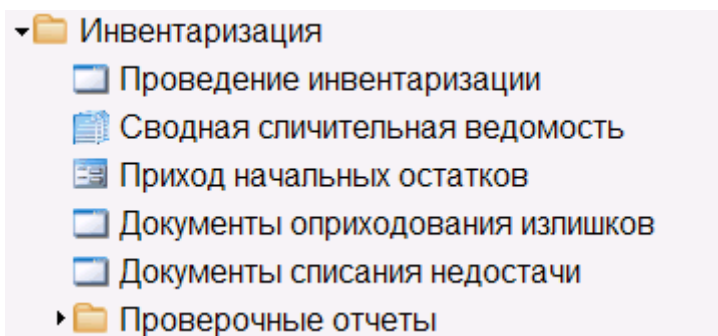 Инвентаризация
Проведение инвентаризации
Сводная сличительная ведомость
Приход начальных остатков
Документы оприходования излишков
Документы списания недостачи
Проверочные отчеты